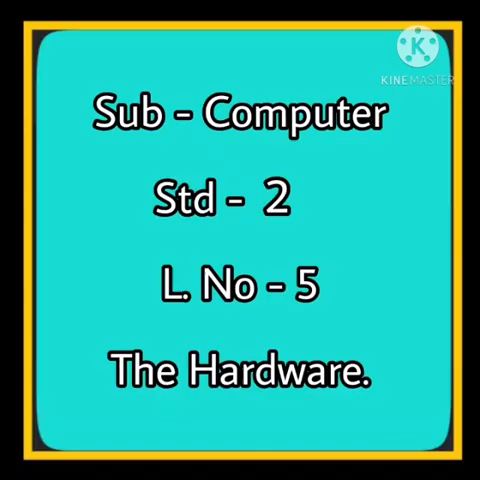 K
KINEMASTER
Sub - Computer
Std - 2
L. No - 5
The Hardware.